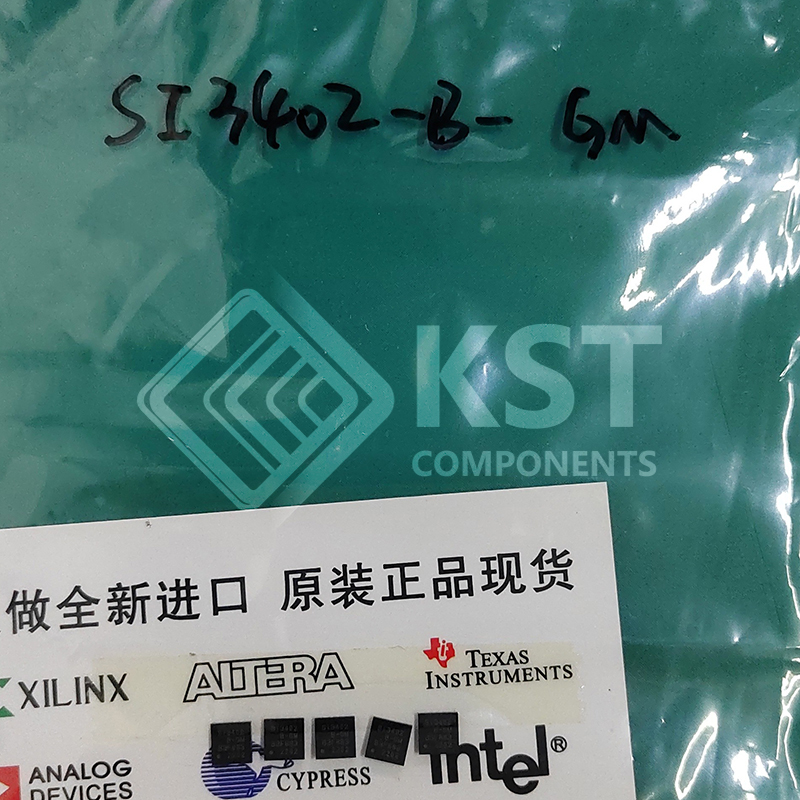 SI3402-B-GM
KST
COMPONENTS
做全新进口 原装正品现货
XILINX
ALTERA
TEXAS
INSTRUMENTS
ANALOG
DEVICES
CYPRESS
intel®